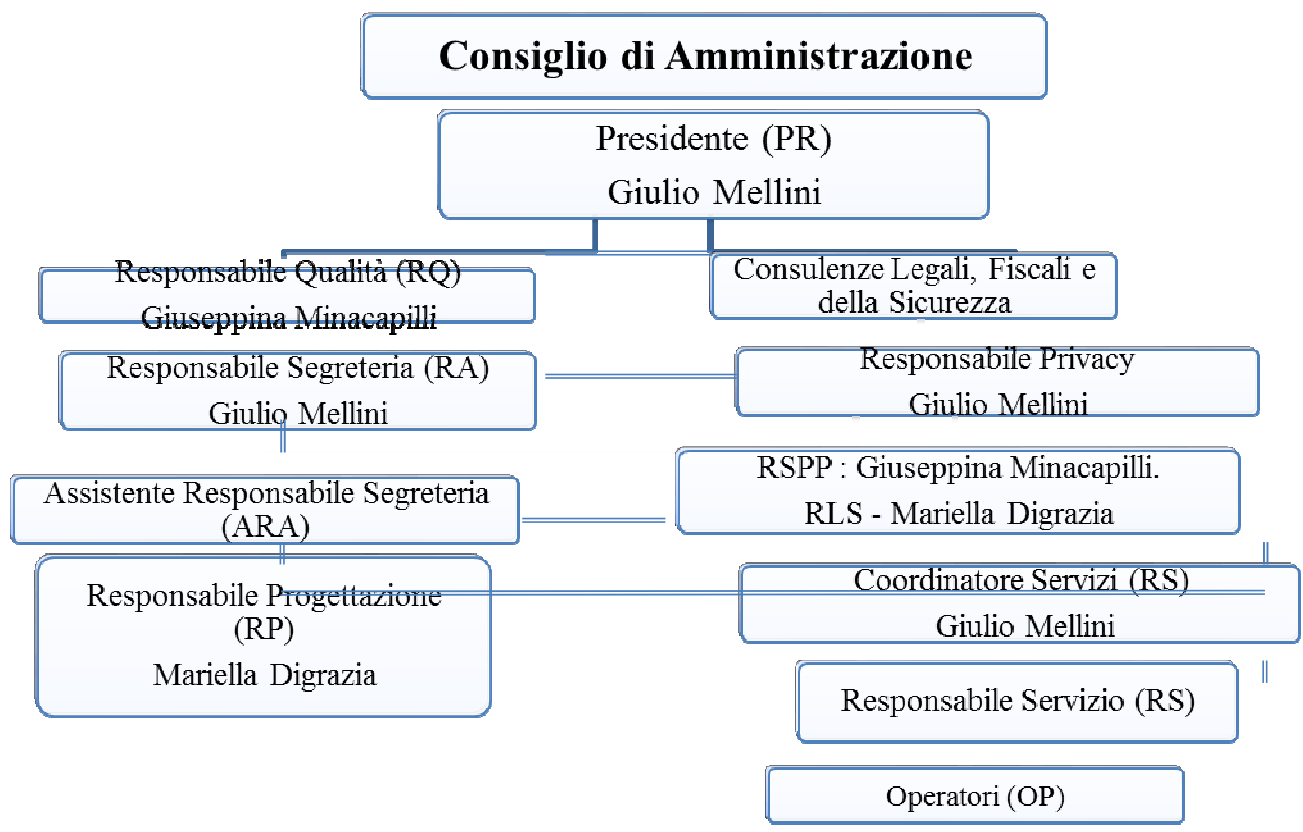 Consiglio di Amministrazione
Presidente (PR)
Giulio Mellini
Responsabile Qualità (RQ)
Giuseppina Minacapilli
Consulenze Legali, Fiscali e
della Sicurezza
Responsabile Segreteria (RA)
Giulio Mellini
Responsabile Privacy
Giulio Mellini
Assistente Responsabile Segreteria
(ARA)
RSPP : Giuseppina Minacapilli.
RLS - Mariella Digrazia
Responsabile Progettazione
(RP)
Mariella Digrazia
Coordinatore Servizi (RS)
Giulio Mellini
Responsabile Servizio (RS)
Operatori (OP)